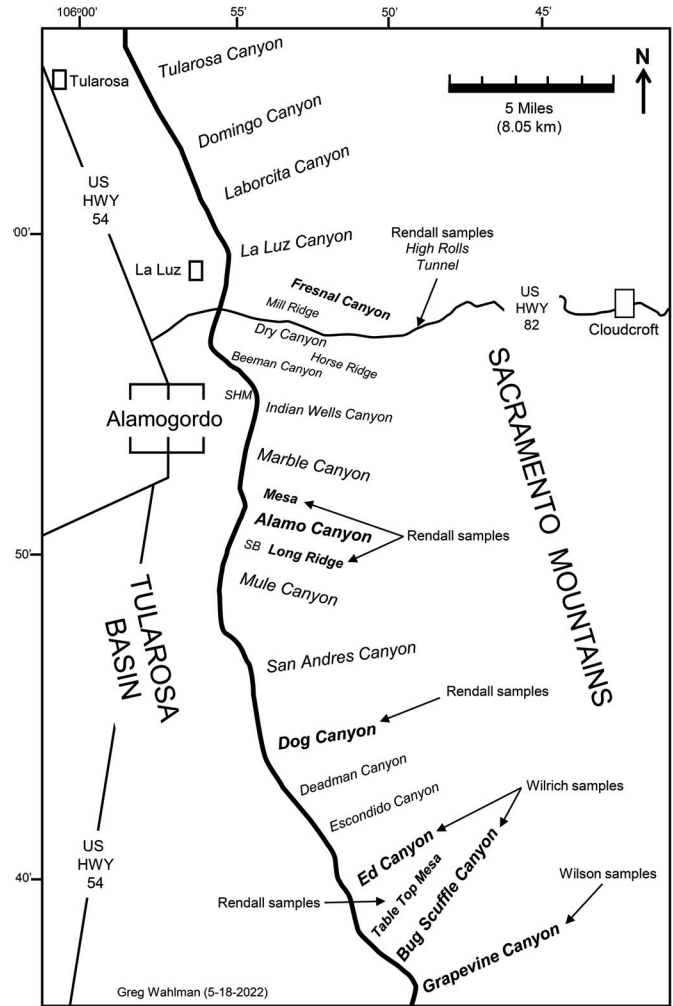 106°00'
55'
50'
45'
Tularosa Canyon
Tularosa
N
5 Miles
(8.05 km)
Domingo Canyon
Laborcita Canyon
US
HWY
54
'00'
La Luz Canyon
La Luz
Rendall samples
High Rolls
Tunnel
Fresnal Canyon
Mill Ridge
US
HWY
82
Cloudcroft
Dry Canyon
Horse Ridge
Beeman Canyon
SHM
Indian Wells Canyon
Alamogordo
SACRAMENTO MOUNTAINS
Marble Canyon
Mesa
Alamo Canyon
Rendall samples
SB Long Ridge
50'
Mule Canyon
TULAROSA
BASIN
San Andres Canyon
Rendall samples
Dog Canyon
Deadman Canyon
Escondido Canyon
Wilrich samples
US
HWY
54
40'
Ed Canyon
Table Top Mesa
Bug Scuffle Canyon
Rendall samples
Wilson samples
Grapevine Canyon
Greg Wahlman (5-18-2022)